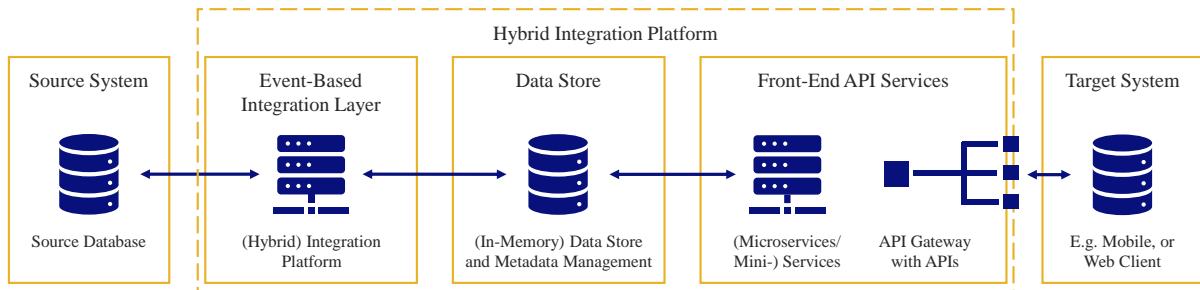 Hybrid Integration Platform
Source System
Source Database
Event-Based
Integration Layer
(Hybrid) Integration
Platform
Data Store
(In-Memory) Data Store
and Metadata Management
Front-End API Services
(Microservices/
Mini-) Services
API Gateway
with APIs
Target System
E.g. Mobile, or
Web Client